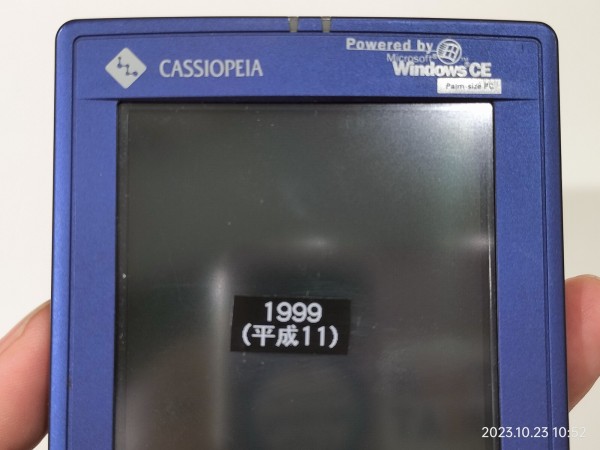 CASSIOPEIA
Powered by
Microsoft®
Windows CE
Palm-size PC
1999
(平成11)
2023.10.23 10:52